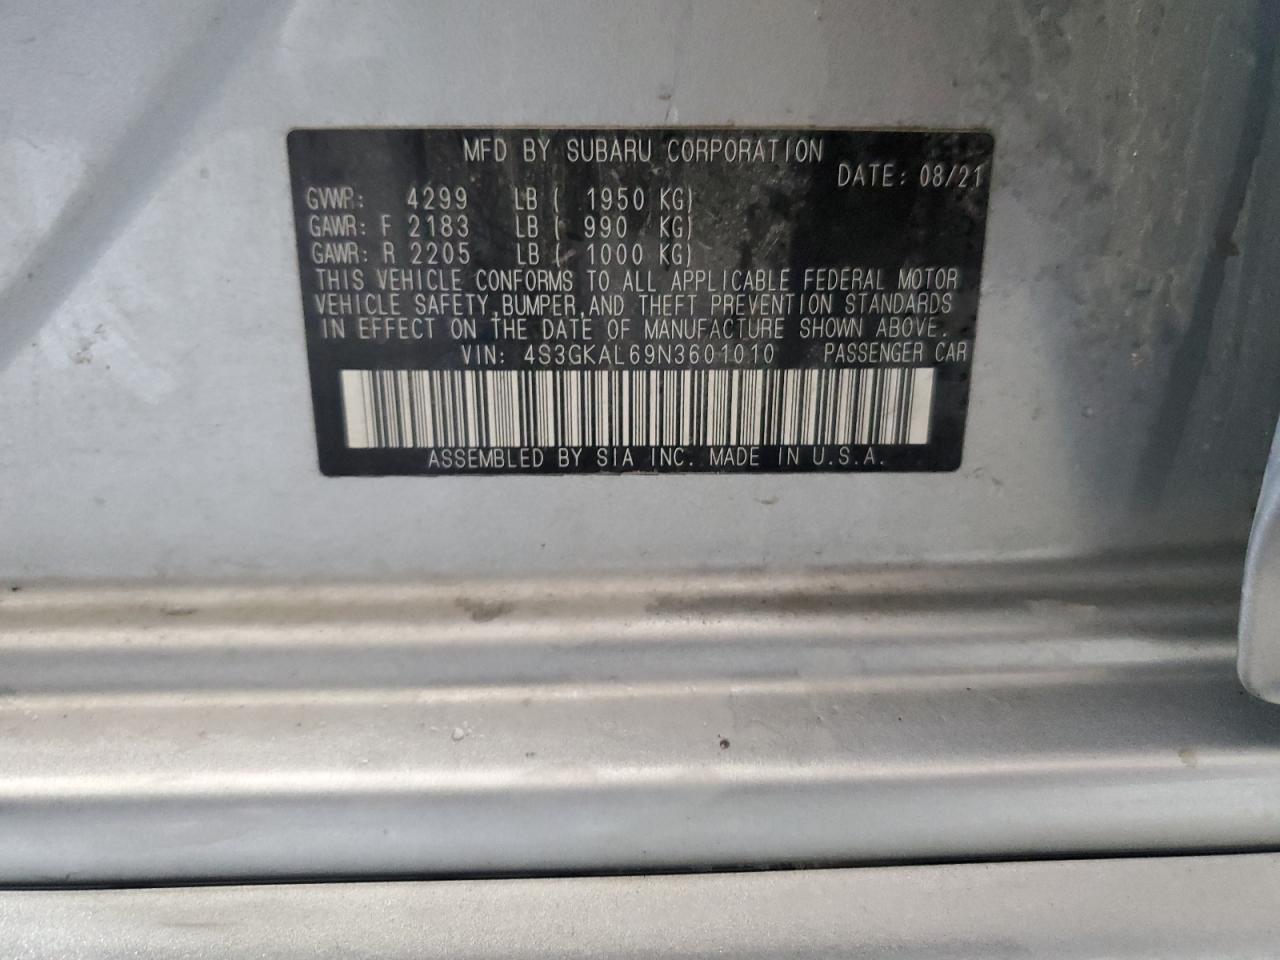 MFD BY SUBARU CORPORATION
DATE: 08/21
GVWR: 4299 LB ( 1950 KG)
GAWR: F 2183 LB ( 990 KG)
GAWR: R 2205 LB ( 1000 KG)
THIS VEHICLE CONFORMS TO ALL APPLICABLE FEDERAL MOTOR
VEHICLE SAFETY, BUMPER, AND THEFT PREVENTION STANDARDS
IN EFFECT ON THE DATE OF MANUFACTURE SHOWN ABOVE.
VIN: 4S3GKAL69N3601010 PASSENGER CAR
ASSEMBLED BY SIA INC. MADE IN U.S.A.